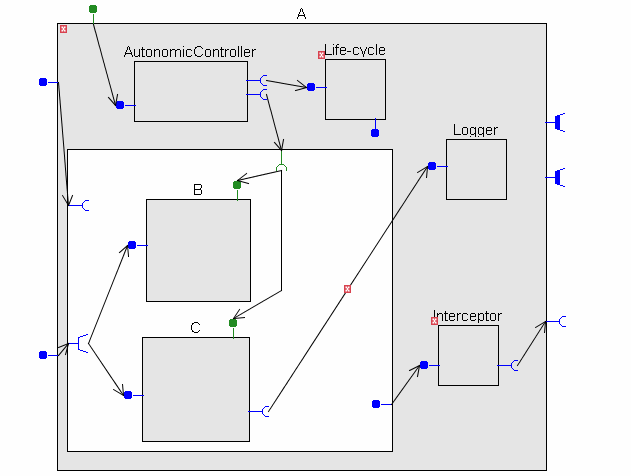 A
AutonomicController
Life-cycle
Logger
B
Interceptor
C